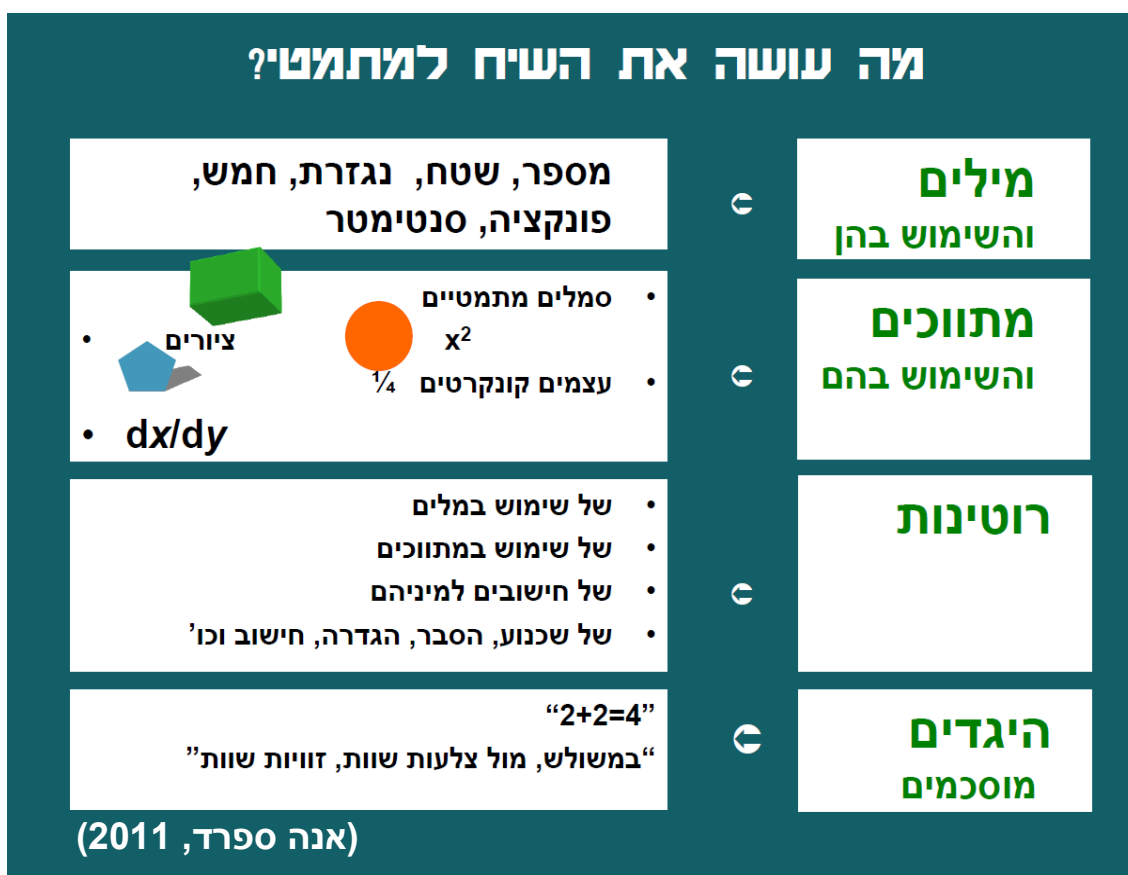 מה עושה את השיח למתמטי?
מילים
והשימוש בהן
מספר, שטח, נגזרת, חמש,
פונקציה, סנטימטר
מתווכים
והשימוש בהם
• סמלים מתמטיים
x²
• ציורים
• עצמים קונקרטים ¼
• dx/dy
רוטינות
• של שימוש במלים
• של שימוש במתווכים
• של חישובים למיניהם
• של שכנוע, הסבר, הגדרה, חישוב וכו’
היגדים
מוסכמים
“2+2=4”
“במשולש, מול צלעות שוות, זוויות שוות”
(אנה ספרד, 2011)